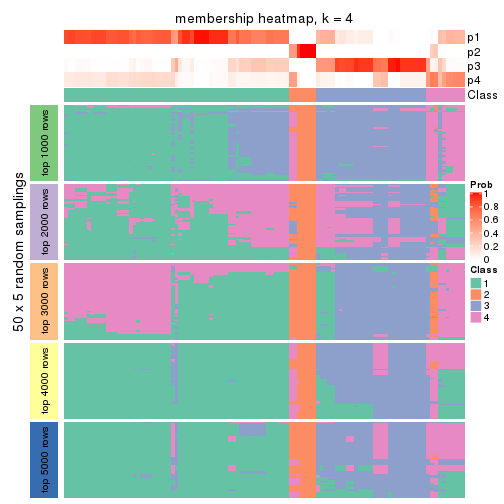 membership heatmap, k = 4
p1
p2
p3
p4
Class
50 x 5 random samplings
top 1000 rows
top 2000 rows
top 3000 rows
top 4000 rows
top 5000 rows
Prob
1
0.8
0.6
0.4
0.2
0
Class
1
2
3
4